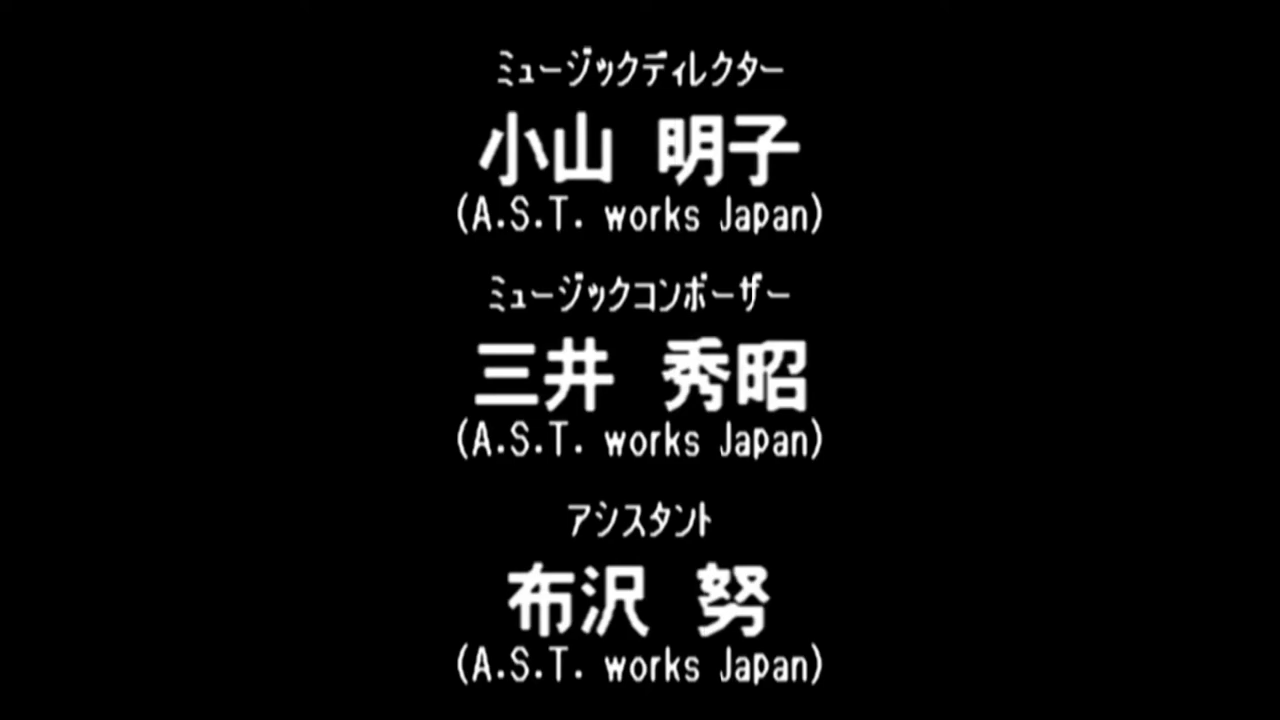 ミュージックディレクター
小山 明子
(A.S.T. works Japan)
ミュージックコンポーザー
三井 秀昭
(A.S.T. works Japan)
アシスタント
布沢 努
(A.S.T. works Japan)